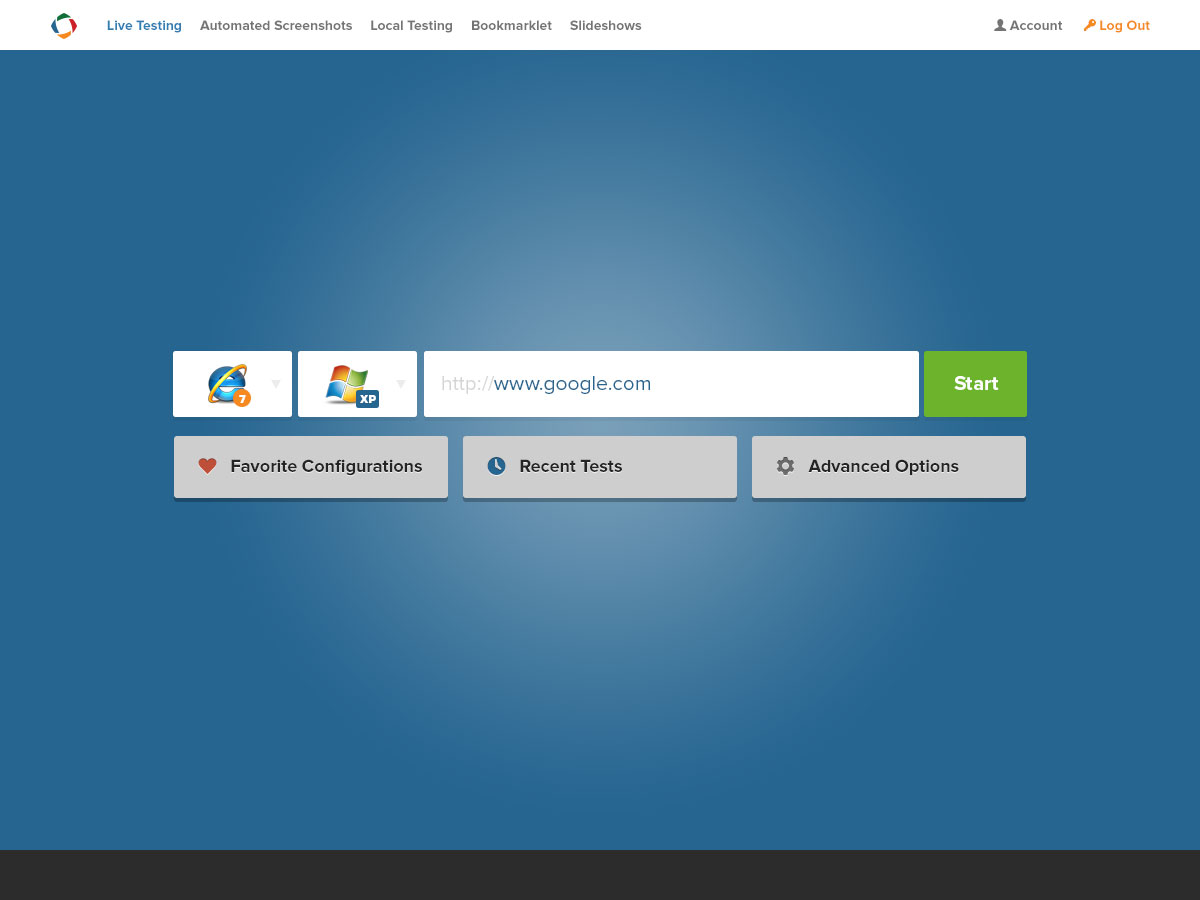 Live Testing Automated Screenshots Local Testing Bookmarklet Slideshows Account Log Out
7 XP http://www.google.com Start
Favorite Configurations Recent Tests Advanced Options